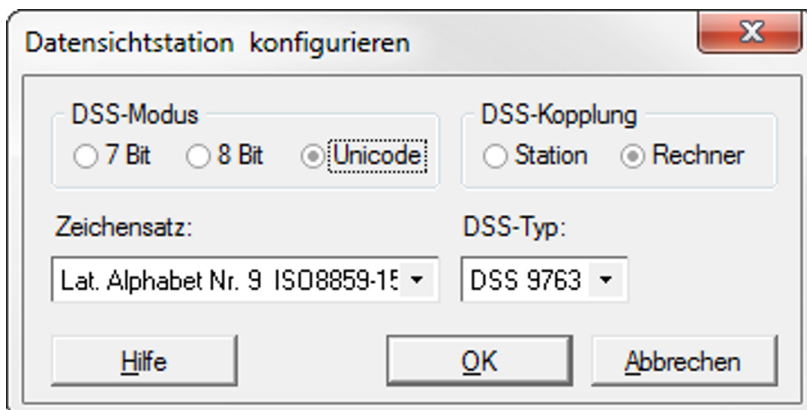 Datensichtstation konfigurieren
DSS-Modus
7 Bit 8 Bit Unicode
DSS-Kopplung
Station Rechner
Zeichensatz:
Lat. Alphabet Nr. 9 ISO8859-15
DSS-Typ:
DSS 9763
Hilfe OK Abbrechen